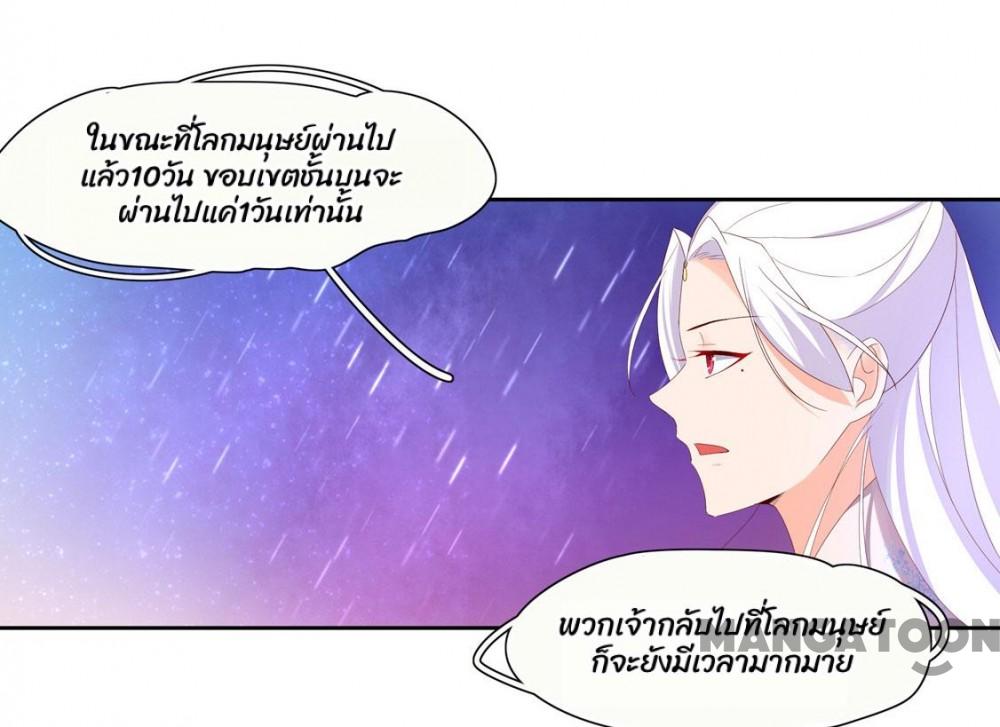 ในขณะที่โลกมนุษย์ผ่านไป
แล้ว10วัน ขอบเขตชั้นบนจะ
ผ่านไปแค่1วันเท่านั้น
พวกเจ้ากลับไปที่โลกมนุษย์
ก็จะยังมีเวลามากมาย
MANGATOON